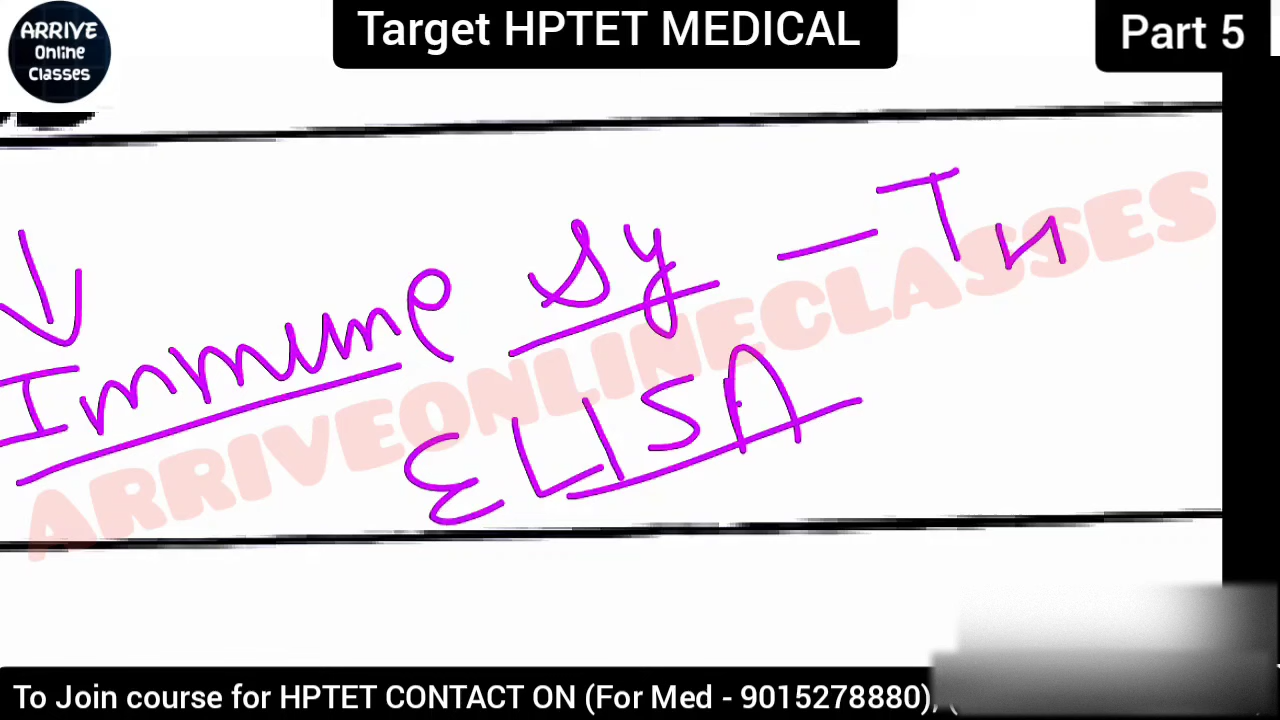 ARRIVE
Online
Classes
Target HPTET MEDICAL
Part 5
Immune Sy - TH
ELISA
ARRIVEONLINECLASSES
To Join course for HPTET CONTACT ON (For Med - 9015278880), (